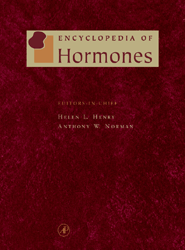 ENCYCLOPEDIA OF
Hormones
EDITORS-IN-CHIEF
HELEN L. HENRY
ANTHONY W. NORMAN